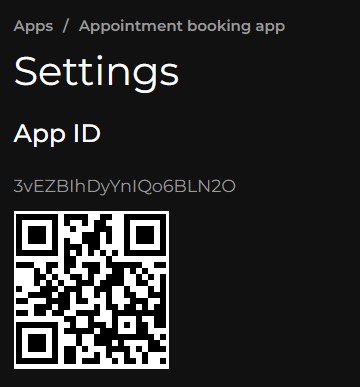 Apps / Appointment booking app
Settings
App ID
3vEZBIhDyYnIQo6BLN2O